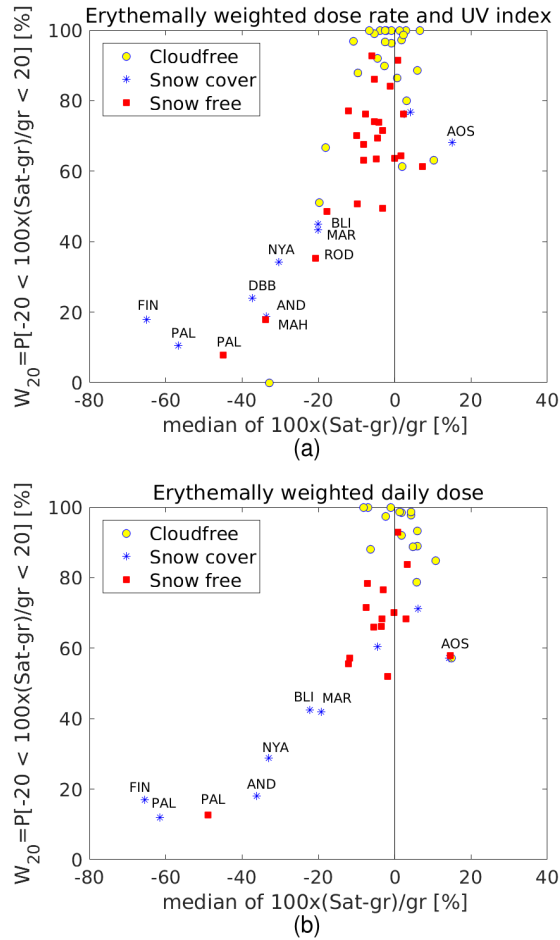 Erythemally weighted dose rate and UV index
W20=P[-20 < 100x(Sat-gr)/gr < 20] [%]
100
80
60
40
20
0
Cloudfree
Snow cover
Snow free
AOS
BLI
MAR
NYA
ROD
DBB
FIN
AND
MAH
PAL
PAL
-80 -60 -40 -20 0 20 40
median of 100x(Sat-gr)/gr [%]
(a)
Erythemally weighted daily dose
W20=P[-20 < 100x(Sat-gr)/gr < 20] [%]
100
80
60
40
20
0
Cloudfree
Snow cover
Snow free
AOS
BLI MAR
NYA
FIN
AND
PAL
PAL
-80 -60 -40 -20 0 20 40
median of 100x(Sat-gr)/gr [%]
(b)